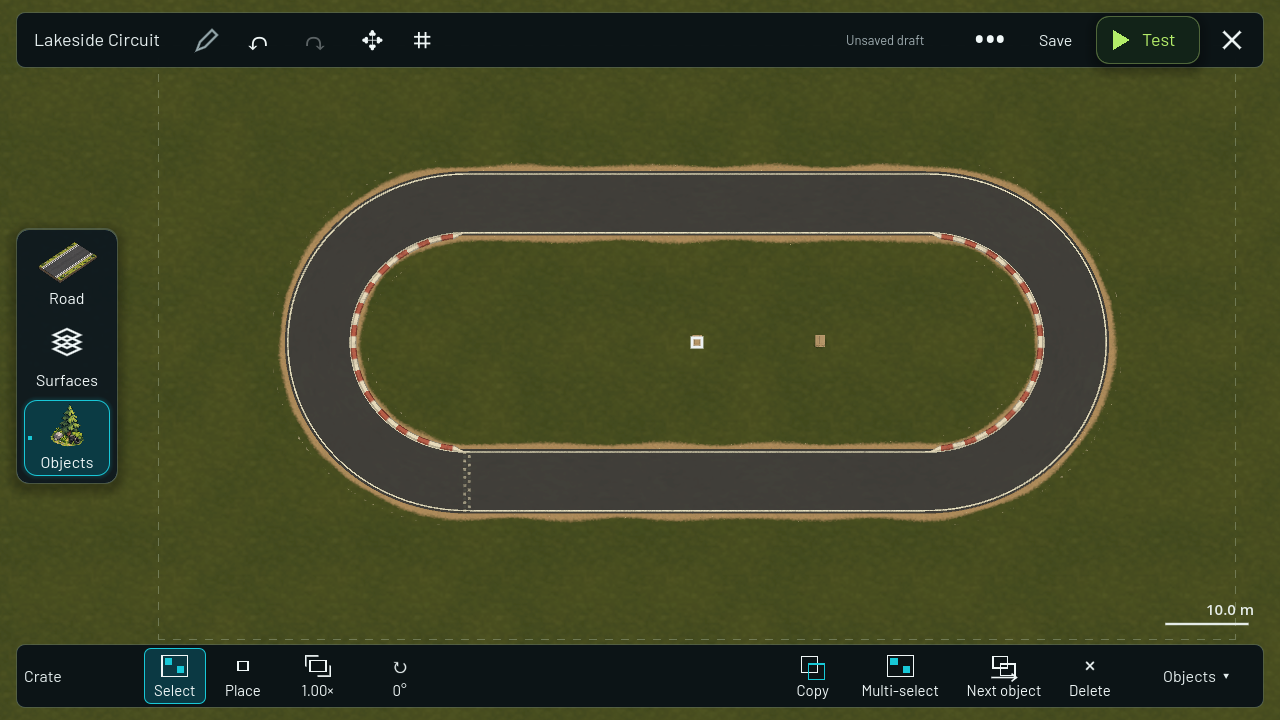 Lakeside Circuit
Unsaved draft
Save
Test
Road
Surfaces
Objects
10.0 m
Crate
Select
Place
1.00×
0°
Copy
Multi-select
Next object
Delete
Objects